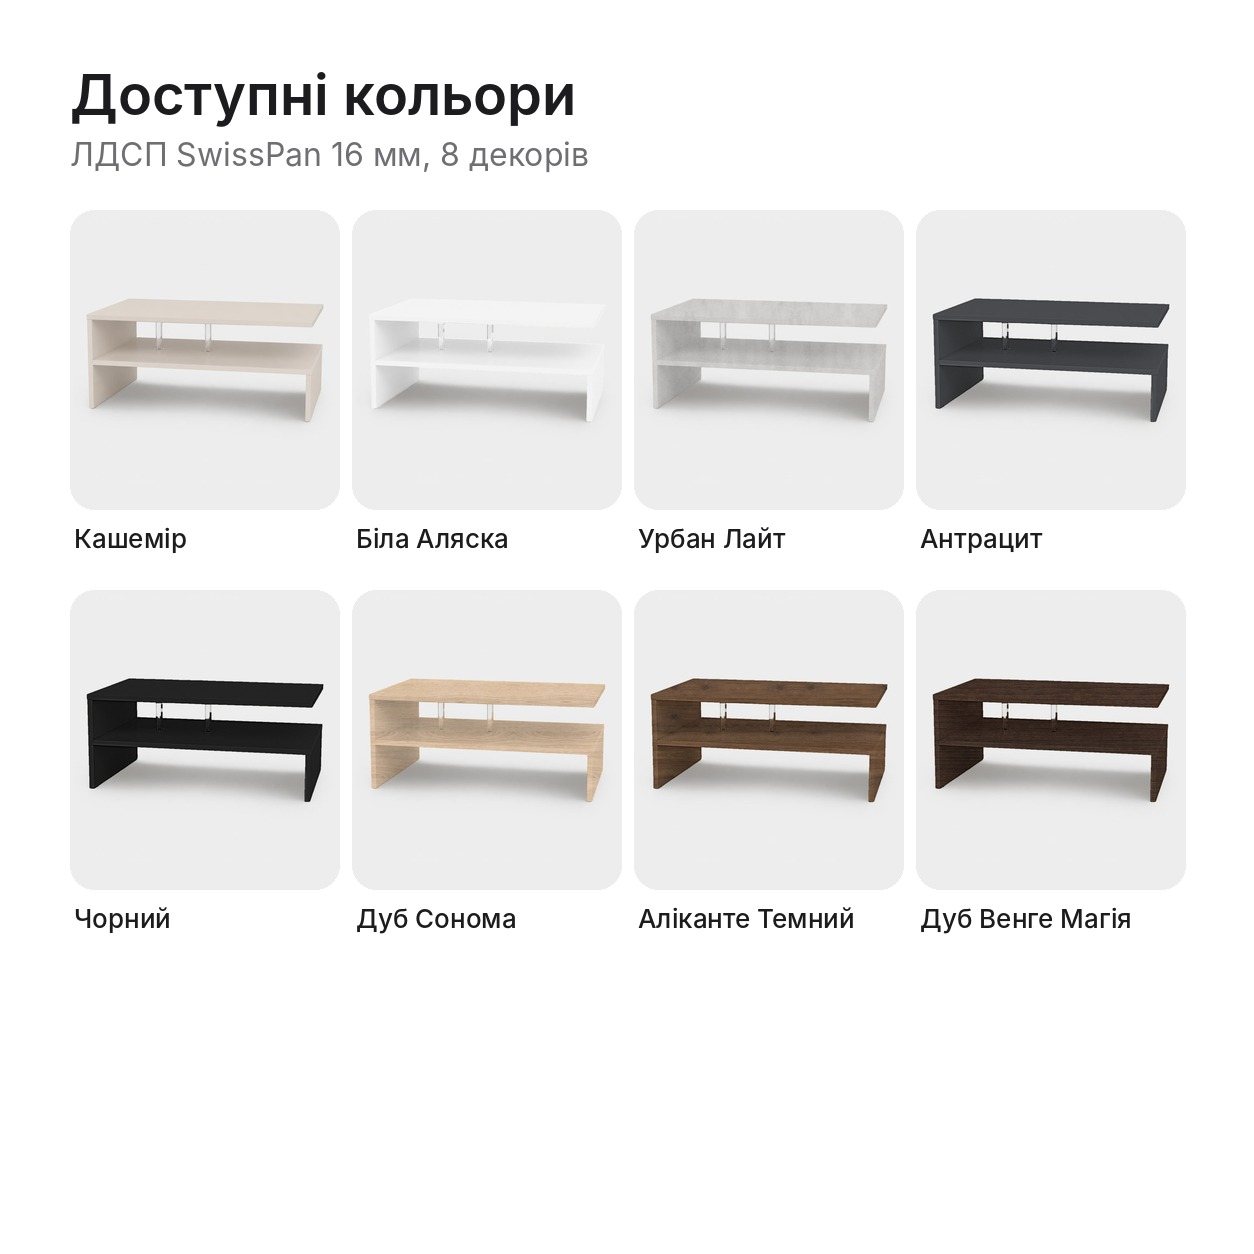 Доступні кольори
ЛДСП SwissPan 16 мм, 8 декорів
Кашемір
Біла Аляска
Урбан Лайт
Антрацит
Чорний
Дуб Сонома
Аліканте Темний
Дуб Венге Магія